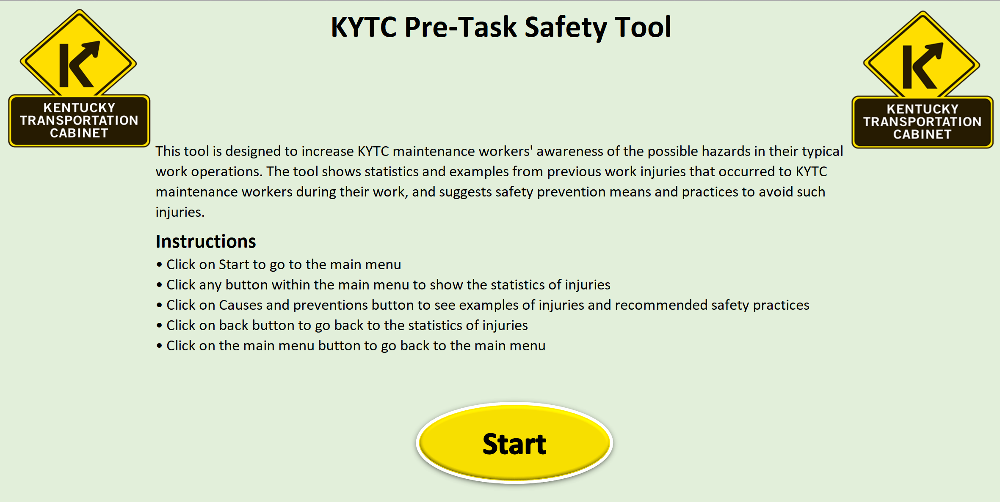 KYTC Pre-Task Safety Tool
KENTUCKY
TRANSPORTATION
CABINET
KENTUCKY
TRANSPORTATION
CABINET
This tool is designed to increase KYTC maintenance workers' awareness of the possible hazards in their typical
work operations. The tool shows statistics and examples from previous work injuries that occurred to KYTC
maintenance workers during their work, and suggests safety prevention means and practices to avoid such
injuries.
Instructions
• Click on Start to go to the main menu
• Click any button within the main menu to show the statistics of injuries
• Click on Causes and preventions button to see examples of injuries and recommended safety practices
• Click on back button to go back to the statistics of injuries
• Click on the main menu button to go back to the main menu
Start